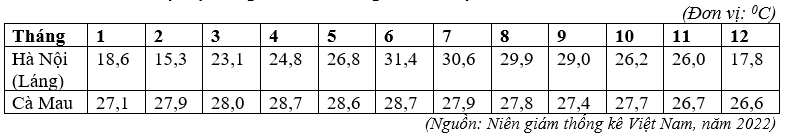 (Đơn vị: ⁰C)
Tháng 1 2 3 4 5 6 7 8 9 10 11 12
Hà Nội (Láng) 18,6 15,3 23,1 24,8 26,8 31,4 30,6 29,9 29,0 26,2 26,0 17,8
Cà Mau 27,1 27,9 28,0 28,7 28,6 28,7 27,9 27,8 27,4 27,7 26,7 26,6
(Nguồn: Niên giám thống kê Việt Nam, năm 2022)